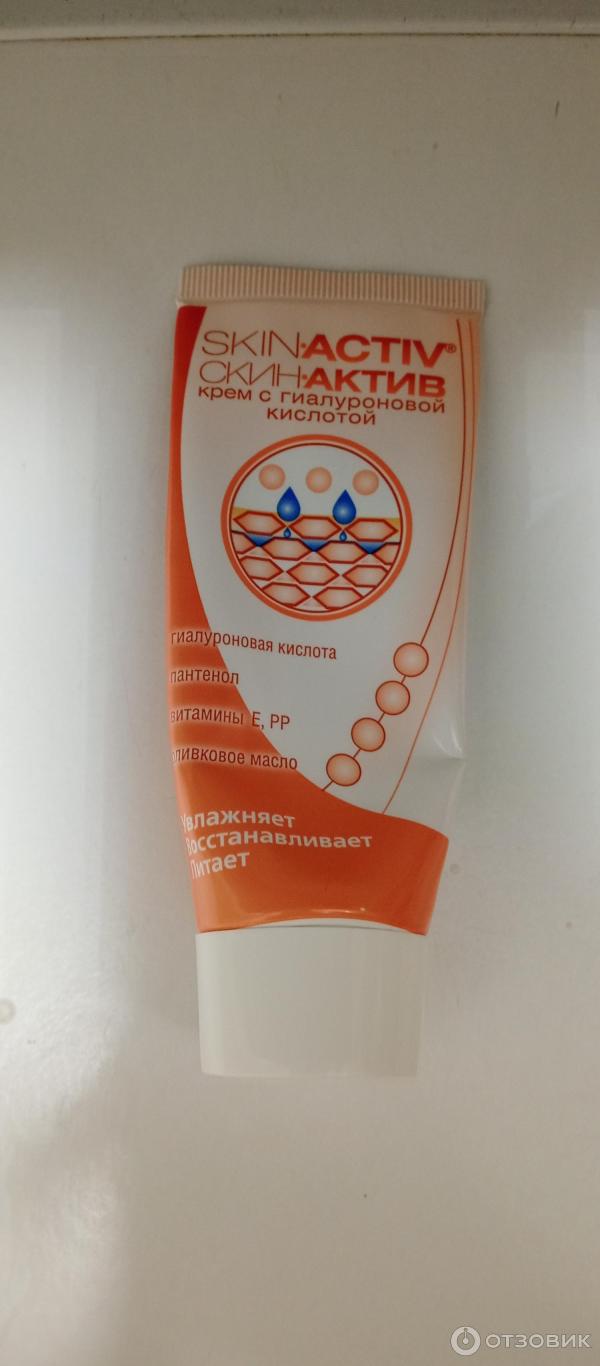 SKIN·ACTIV®
СКИН·АКТИВ
крем с гиалуроновой
кислотой
гиалуроновая кислота
пантенол
витамины Е, РР
оливковое масло
Увлажняет
Восстанавливает
Питает
ОТЗОВИК